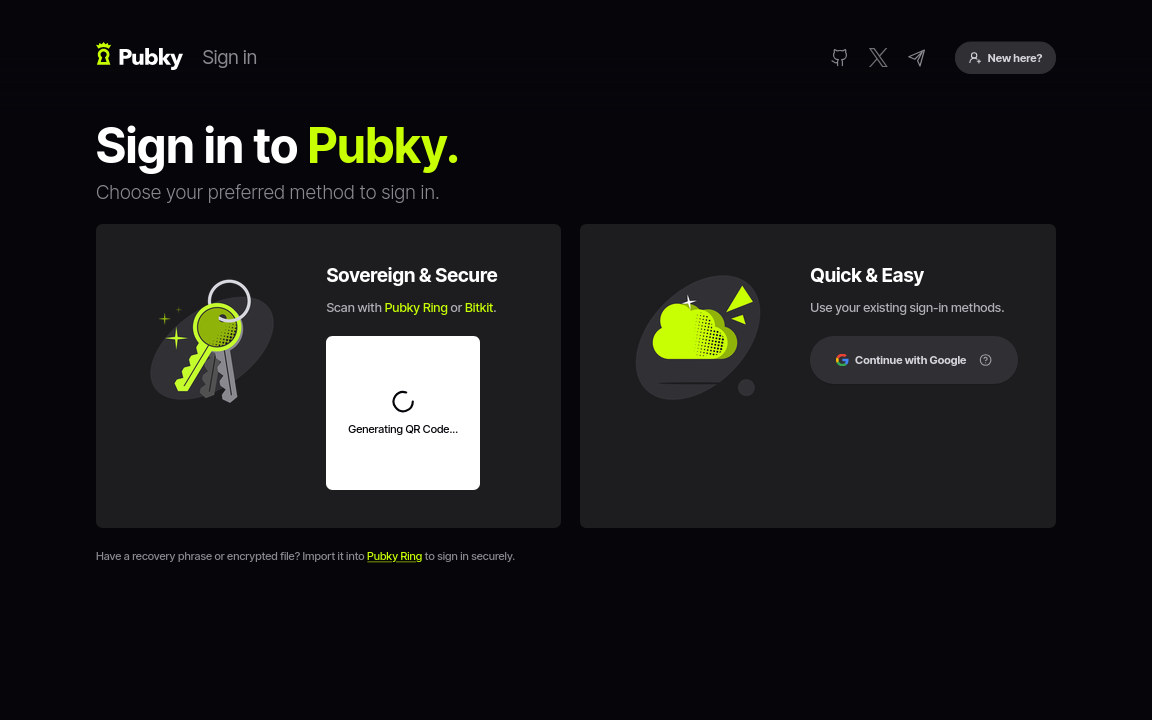 Pubky
Sign in
New here?
Sign in to Pubky.
Choose your preferred method to sign in.
Sovereign & Secure
Scan with Pubky Ring or Bitkit.
Generating QR Code...
Quick & Easy
Use your existing sign-in methods.
Continue with Google
Have a recovery phrase or encrypted file? Import it into Pubky Ring to sign in securely.